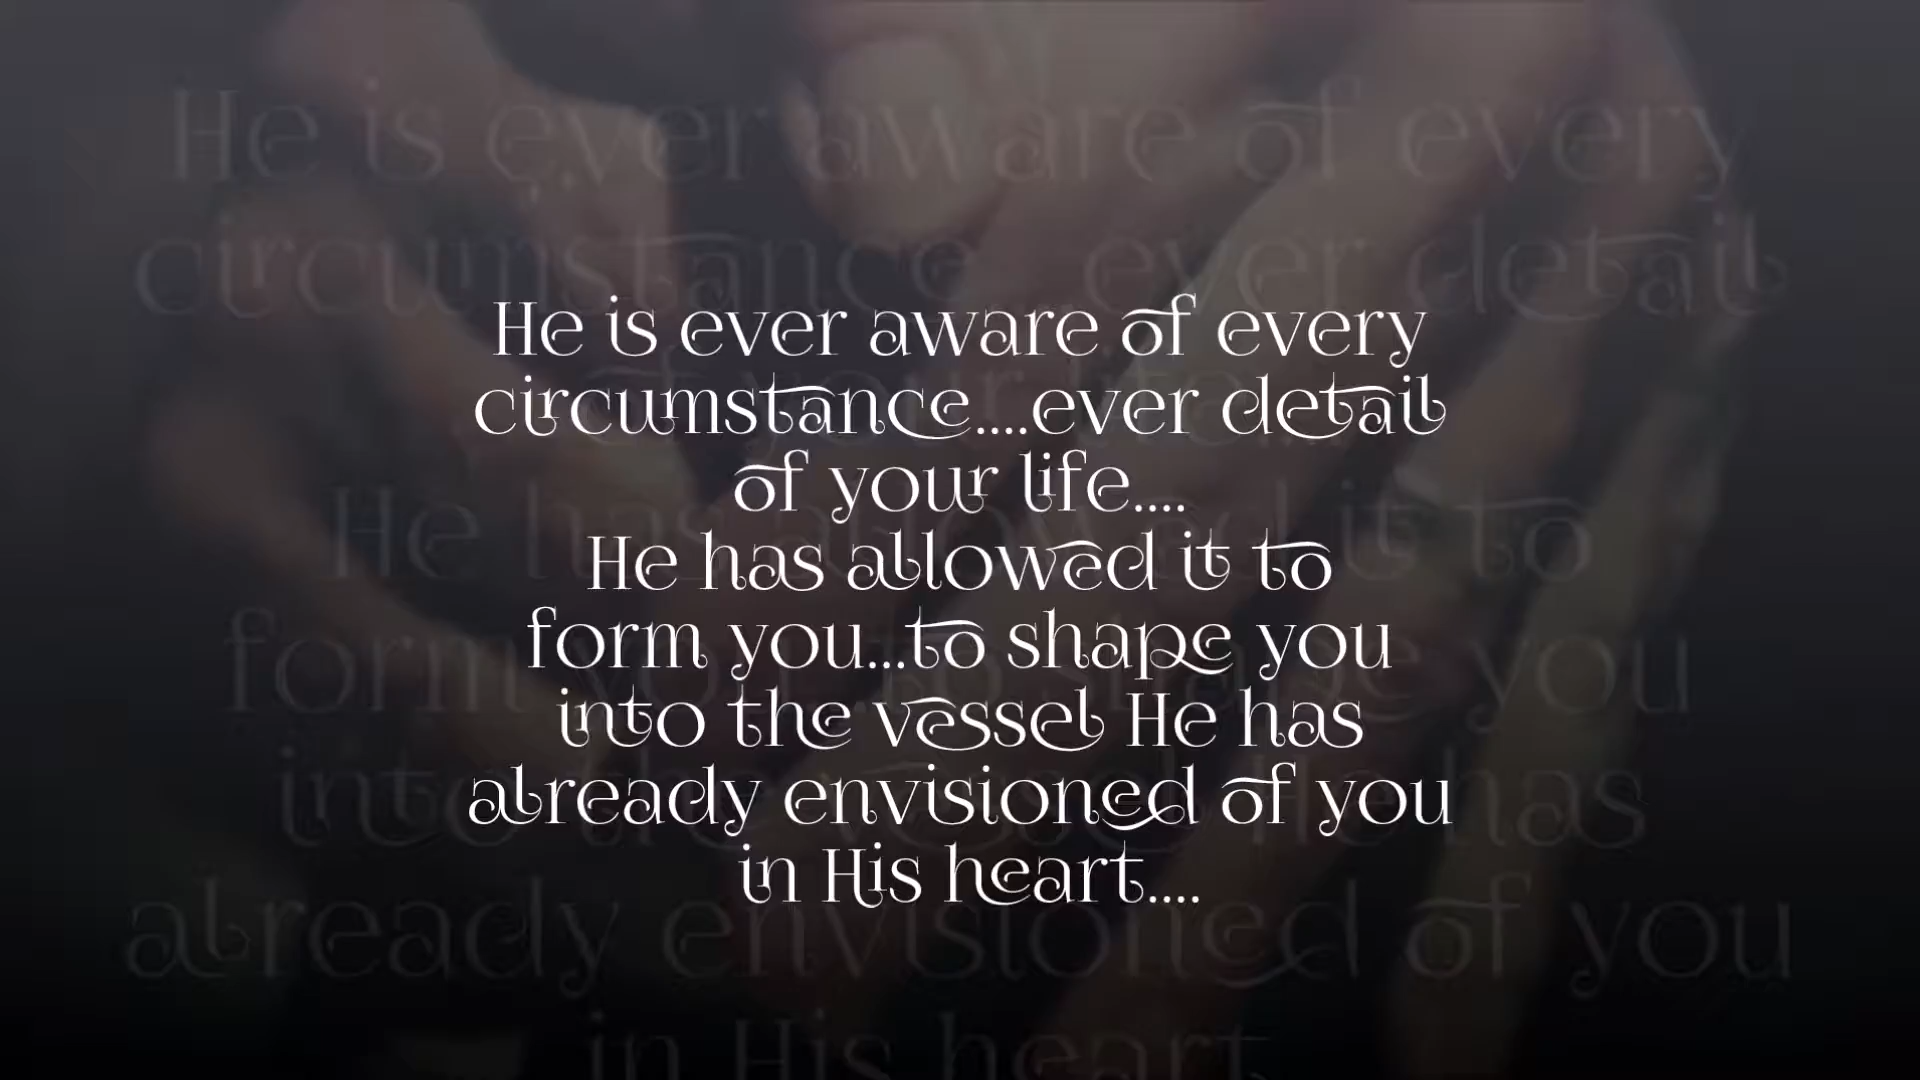 He is ever aware of every
circumstance....ever detail
of your life....
He has allowed it to
form you...to shape you
into the vessel He has
already envisioned of you
in His heart....